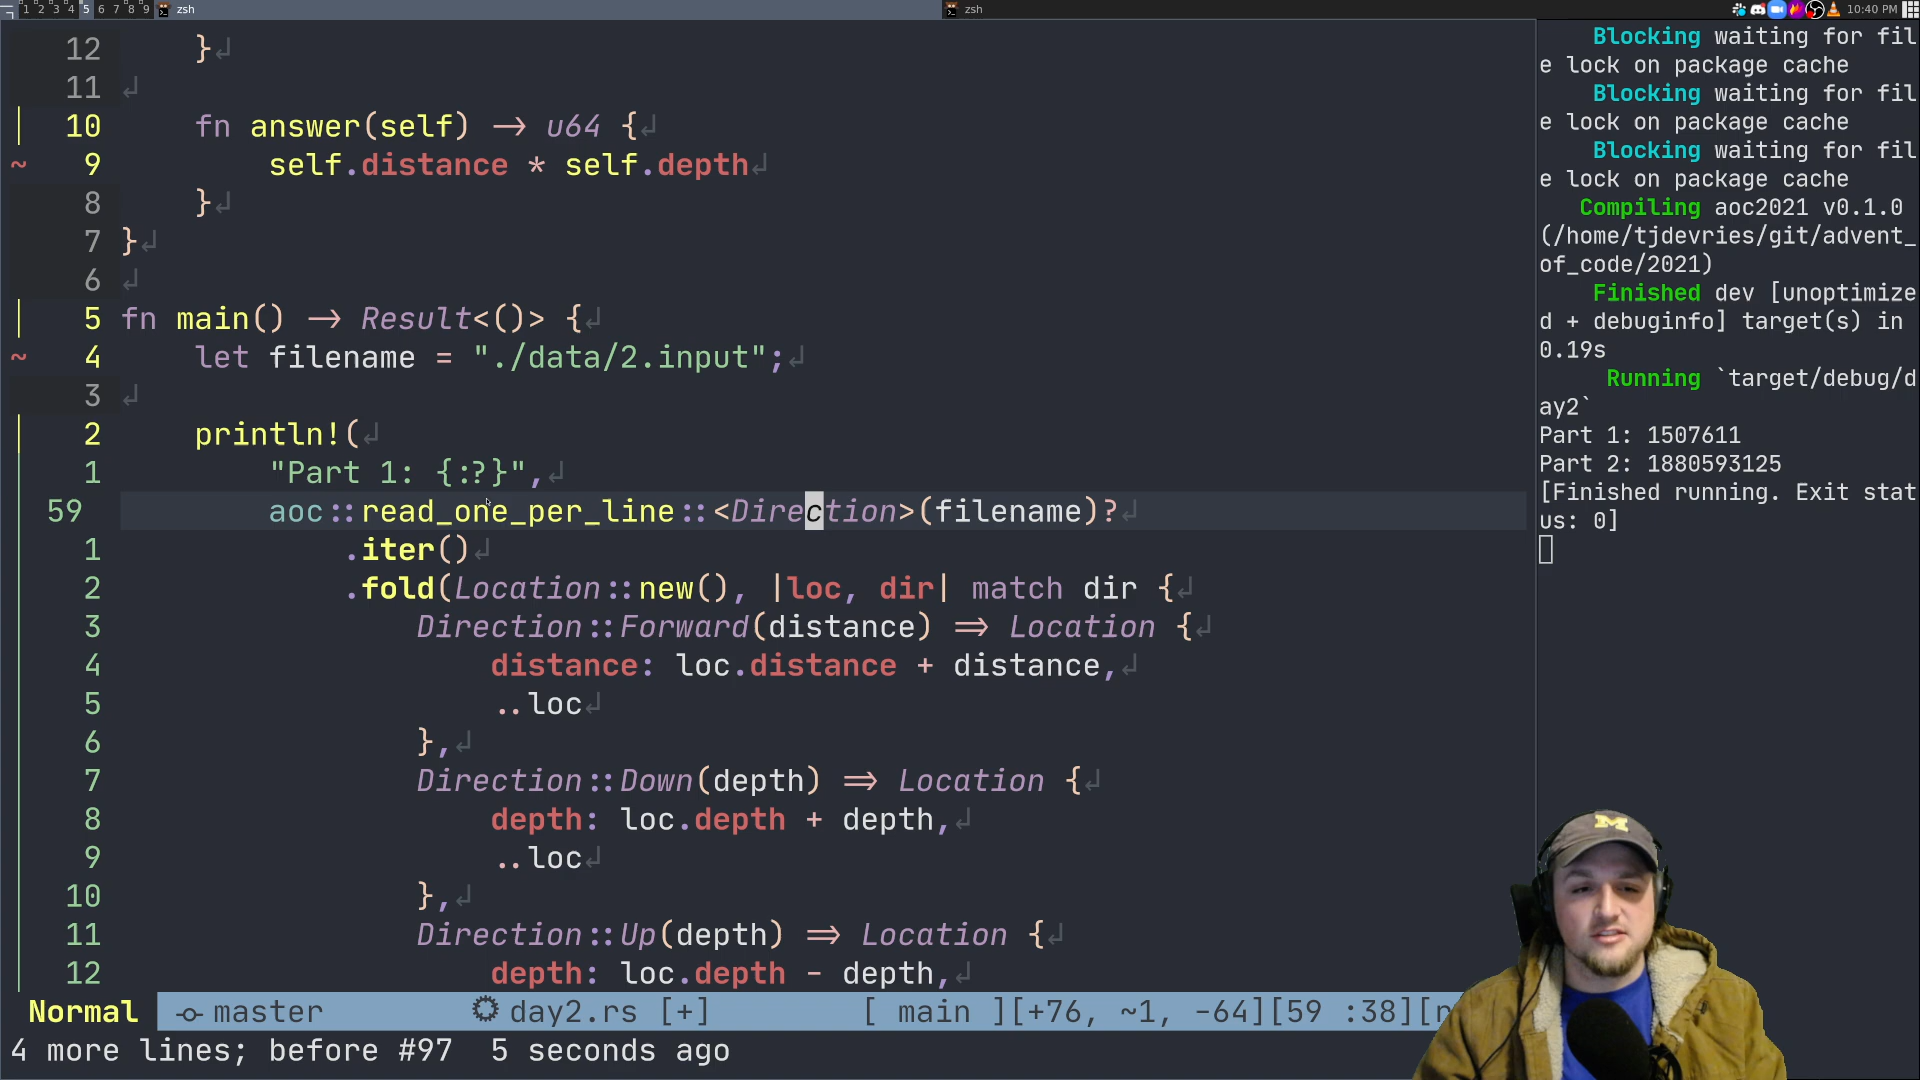 1 2 3 4 5 6 7 8 9 zsh
zsh
10:40 PM
12 }
11
10 fn answer(self) -> u64 {
~ 9 self.distance * self.depth
8 }
7 }
6
5 fn main() -> Result<()> {
~ 4 let filename = "./data/2.input";
3
2 println!(
1 "Part 1: {:?}",
59 aoc::read_one_per_line::<Direction>(filename)?
1 .iter()
2 .fold(Location::new(), |loc, dir| match dir {
3 Direction::Forward(distance) => Location {
4 distance: loc.distance + distance,
5 ..loc
6 },
7 Direction::Down(depth) => Location {
8 depth: loc.depth + depth,
9 ..loc
10 },
11 Direction::Up(depth) => Location {
12 depth: loc.depth - depth,
Normal master day2.rs [+] [ main ][+76, ~1, -64][59 :38][r
4 more lines; before #97 5 seconds ago
Blocking waiting for fil
e lock on package cache
Blocking waiting for fil
e lock on package cache
Blocking waiting for fil
e lock on package cache
Compiling aoc2021 v0.1.0
(/home/tjdevries/git/advent_
of_code/2021)
Finished dev [unoptimize
d + debuginfo] target(s) in
0.19s
Running `target/debug/d
ay2`
Part 1: 1507611
Part 2: 1880593125
[Finished running. Exit stat
us: 0]
M